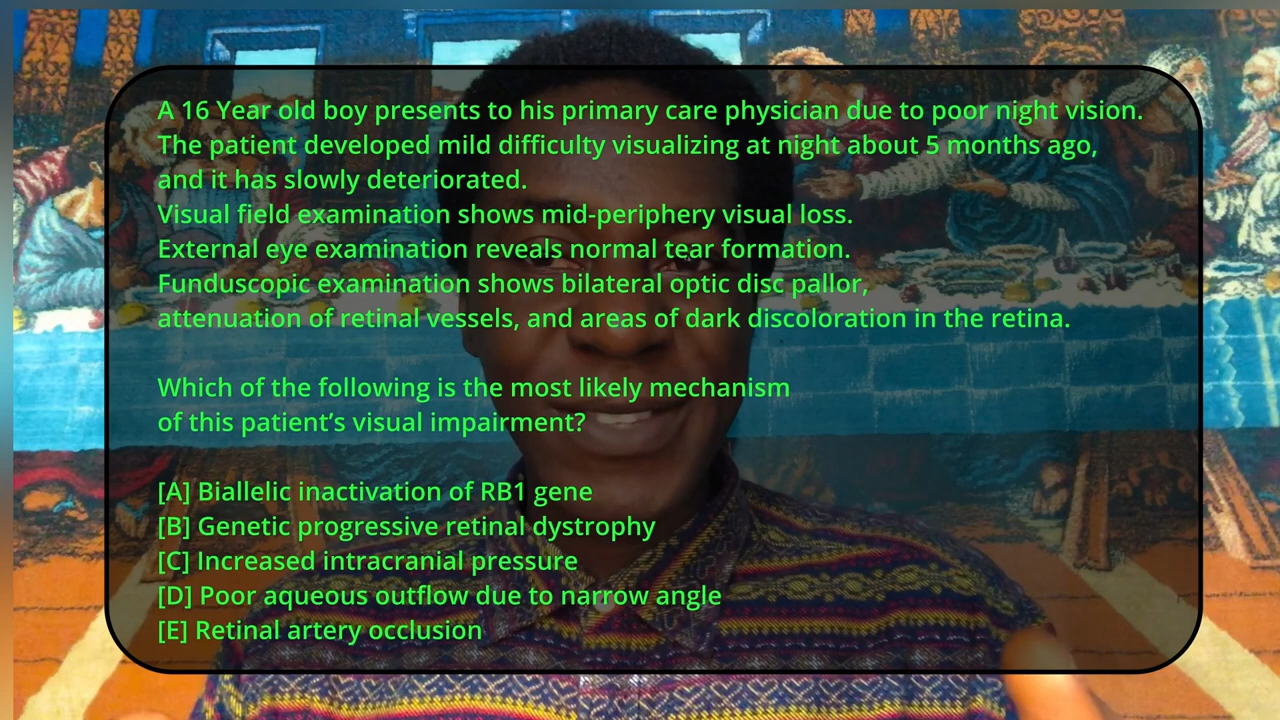 A 16 Year old boy presents to his primary care physician due to poor night vision.
The patient developed mild difficulty visualizing at night about 5 months ago,
and it has slowly deteriorated.
Visual field examination shows mid-periphery visual loss.
External eye examination reveals normal tear formation.
Funduscopic examination shows bilateral optic disc pallor,
attenuation of retinal vessels, and areas of dark discoloration in the retina.
Which of the following is the most likely mechanism
of this patient’s visual impairment?
[A] Biallelic inactivation of RB1 gene
[B] Genetic progressive retinal dystrophy
[C] Increased intracranial pressure
[D] Poor aqueous outflow due to narrow angle
[E] Retinal artery occlusion